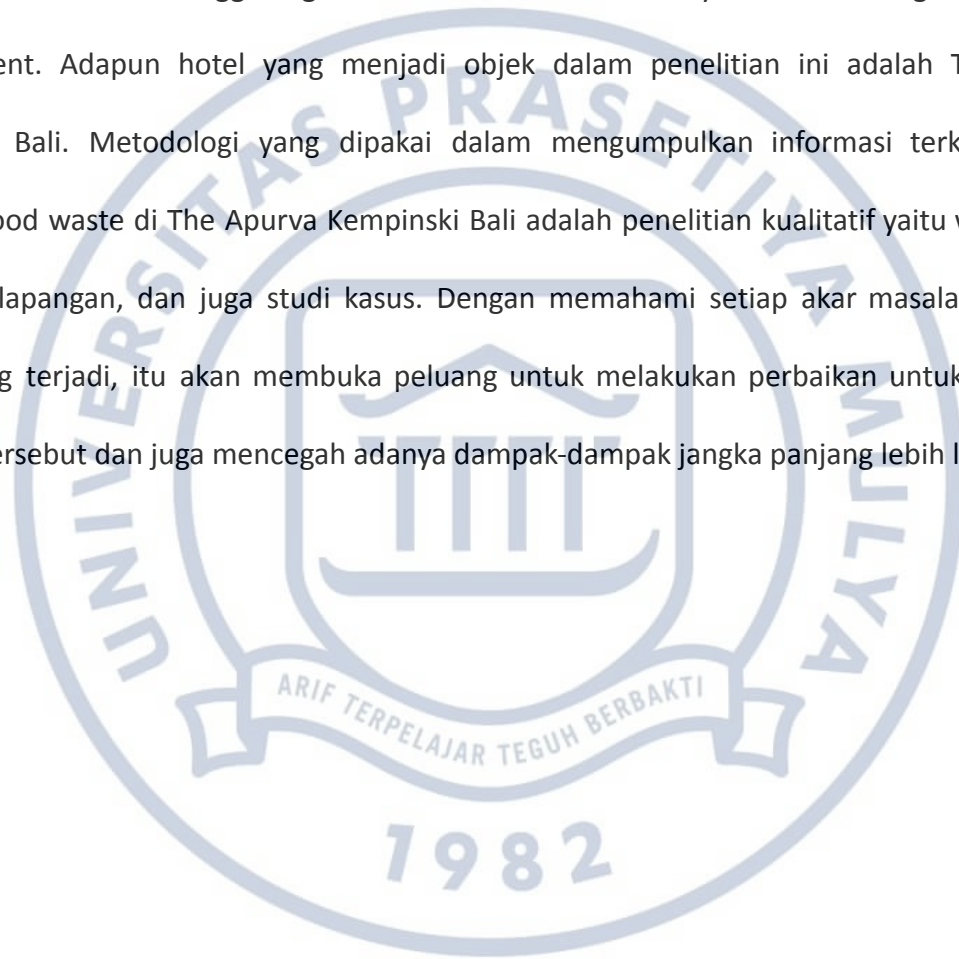 ent. Adapun hotel yang menjadi objek dalam penelitian ini adalah T
Bali. Metodologi yang dipakai dalam mengumpulkan informasi terk
ood waste di The Apurva Kempinski Bali adalah penelitian kualitatif yaitu
lapangan, dan juga studi kasus. Dengan memahami setiap akar masala
g terjadi, itu akan membuka peluang untuk melakukan perbaikan untuk
ersebut dan juga mencegah adanya dampak-dampak jangka panjang lebih l
UNIVERSITAS PRASETIYA MULYA
ARIF TERPELAJAR TEGUH BERBAKTI
1982